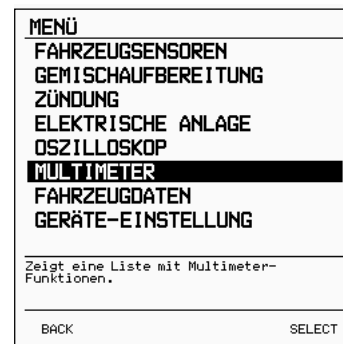 MENÜ
FAHRZEUGSENSOREN
GEMISCHAUFBEREITUNG
ZÜNDUNG
ELEKTRISCHE ANLAGE
OSZILLOSKOP
MULTIMETER
FAHRZEUGDATEN
GERÄTE-EINSTELLUNG
Zeigt eine Liste mit Multimeter-
Funktionen.
BACK SELECT